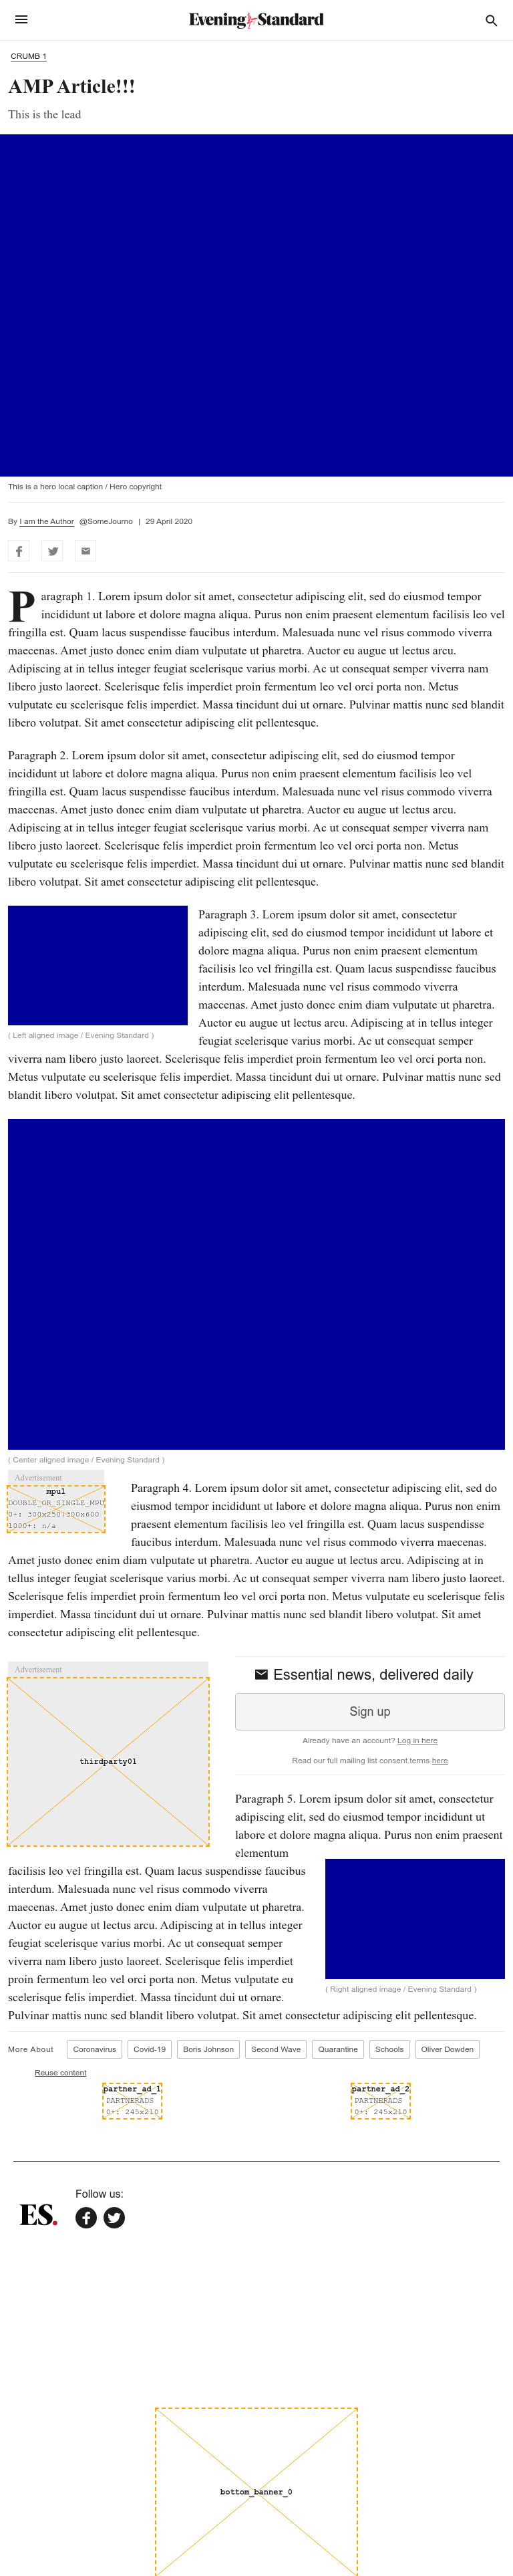 Evening Standard
CRUMB 1
AMP Article!!!
This is the lead
This is a hero local caption / Hero copyright
By I am the Author @SomeJourno | 29 April 2020
Paragraph 1. Lorem ipsum dolor sit amet, consectetur adipiscing elit, sed do eiusmod tempor
incididunt ut labore et dolore magna aliqua. Purus non enim praesent elementum facilisis leo vel
fringilla est. Quam lacus suspendisse faucibus interdum. Malesuada nunc vel risus commodo viverra
maecenas. Amet justo donec enim diam vulputate ut pharetra. Auctor eu augue ut lectus arcu.
Adipiscing at in tellus integer feugiat scelerisque varius morbi. Ac ut consequat semper viverra nam
libero justo laoreet. Scelerisque felis imperdiet proin fermentum leo vel orci porta non. Metus
vulputate eu scelerisque felis imperdiet. Massa tincidunt dui ut ornare. Pulvinar mattis nunc sed blandit
libero volutpat. Sit amet consectetur adipiscing elit pellentesque.
Paragraph 2. Lorem ipsum dolor sit amet, consectetur adipiscing elit, sed do eiusmod tempor
incididunt ut labore et dolore magna aliqua. Purus non enim praesent elementum facilisis leo vel
fringilla est. Quam lacus suspendisse faucibus interdum. Malesuada nunc vel risus commodo viverra
maecenas. Amet justo donec enim diam vulputate ut pharetra. Auctor eu augue ut lectus arcu.
Adipiscing at in tellus integer feugiat scelerisque varius morbi. Ac ut consequat semper viverra nam
libero justo laoreet. Scelerisque felis imperdiet proin fermentum leo vel orci porta non. Metus
vulputate eu scelerisque felis imperdiet. Massa tincidunt dui ut ornare. Pulvinar mattis nunc sed blandit
libero volutpat. Sit amet consectetur adipiscing elit pellentesque.
( Left aligned image / Evening Standard )
Paragraph 3. Lorem ipsum dolor sit amet, consectetur
adipiscing elit, sed do eiusmod tempor incididunt ut labore et
dolore magna aliqua. Purus non enim praesent elementum
facilisis leo vel fringilla est. Quam lacus suspendisse faucibus
interdum. Malesuada nunc vel risus commodo viverra
maecenas. Amet justo donec enim diam vulputate ut pharetra.
Auctor eu augue ut lectus arcu. Adipiscing at in tellus integer
feugiat scelerisque varius morbi. Ac ut consequat semper
viverra nam libero justo laoreet. Scelerisque felis imperdiet proin fermentum leo vel orci porta non.
Metus vulputate eu scelerisque felis imperdiet. Massa tincidunt dui ut ornare. Pulvinar mattis nunc sed
blandit libero volutpat. Sit amet consectetur adipiscing elit pellentesque.
( Center aligned image / Evening Standard )
Advertisement
mpu1
DOUBLE_OR_SINGLE_MPU
0+: 300x250|300x600
1000+: n/a
Paragraph 4. Lorem ipsum dolor sit amet, consectetur adipiscing elit, sed do
eiusmod tempor incididunt ut labore et dolore magna aliqua. Purus non enim
praesent elementum facilisis leo vel fringilla est. Quam lacus suspendisse
faucibus interdum. Malesuada nunc vel risus commodo viverra maecenas.
Amet justo donec enim diam vulputate ut pharetra. Auctor eu augue ut lectus arcu. Adipiscing at in
tellus integer feugiat scelerisque varius morbi. Ac ut consequat semper viverra nam libero justo laoreet.
Scelerisque felis imperdiet proin fermentum leo vel orci porta non. Metus vulputate eu scelerisque felis
imperdiet. Massa tincidunt dui ut ornare. Pulvinar mattis nunc sed blandit libero volutpat. Sit amet
consectetur adipiscing elit pellentesque.
Advertisement
thirdparty01
Essential news, delivered daily
Sign up
Already have an account? Log in here
Read our full mailing list consent terms here
Paragraph 5. Lorem ipsum dolor sit amet, consectetur
adipiscing elit, sed do eiusmod tempor incididunt ut
labore et dolore magna aliqua. Purus non enim praesent
elementum
facilisis leo vel fringilla est. Quam lacus suspendisse faucibus
interdum. Malesuada nunc vel risus commodo viverra
maecenas. Amet justo donec enim diam vulputate ut pharetra.
Auctor eu augue ut lectus arcu. Adipiscing at in tellus integer
feugiat scelerisque varius morbi. Ac ut consequat semper
viverra nam libero justo laoreet. Scelerisque felis imperdiet
proin fermentum leo vel orci porta non. Metus vulputate eu
scelerisque felis imperdiet. Massa tincidunt dui ut ornare.
Pulvinar mattis nunc sed blandit libero volutpat. Sit amet consectetur adipiscing elit pellentesque.
( Right aligned image / Evening Standard )
More About Coronavirus Covid-19 Boris Johnson Second Wave Quarantine Schools Oliver Dowden
Reuse content
partner_ad_1
PARTNERADS
0+: 245x210
partner_ad_2
PARTNERADS
0+: 245x210
ES.
Follow us:
bottom_banner_0